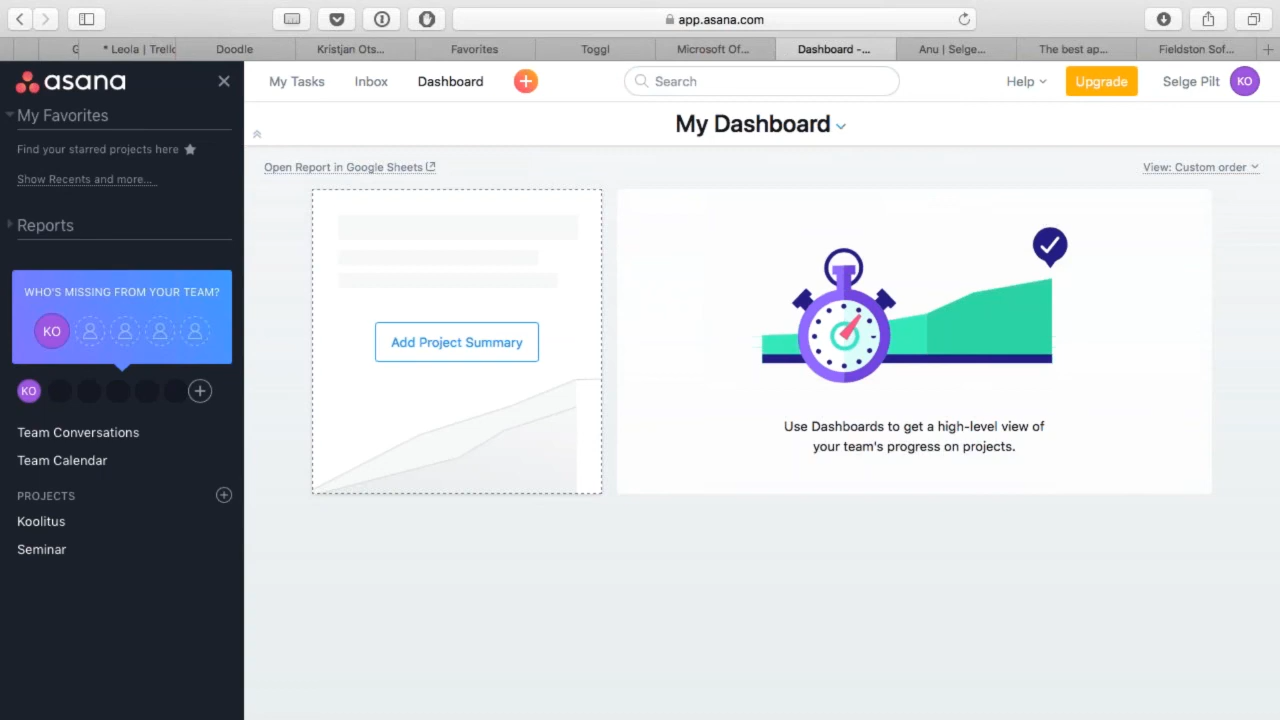 app.asana.com
* Leola | Trello
Doodle
Kristjan Ots...
Favorites
Toggl
Microsoft Of...
Dashboard -...
Anu | Selge...
The best ap...
Fieldston Sof...
asana
My Tasks
Inbox
Dashboard
Search
Help
Upgrade
Selge Pilt
KO
My Favorites
Find your starred projects here
Show Recents and more...
Reports
WHO'S MISSING FROM YOUR TEAM?
KO
KO
Team Conversations
Team Calendar
PROJECTS
Koolitus
Seminar
My Dashboard
Open Report in Google Sheets
View: Custom order
Add Project Summary
Use Dashboards to get a high-level view of
your team's progress on projects.